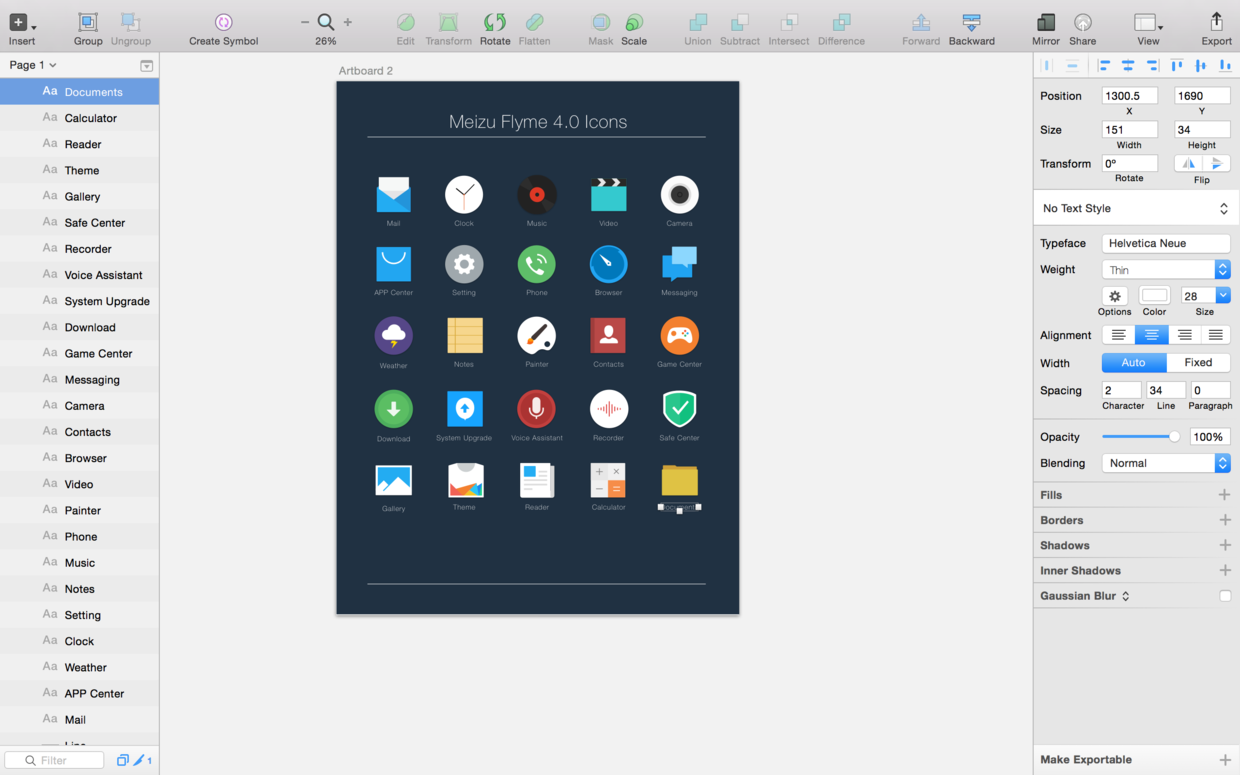 Insert
Group
Ungroup
Create Symbol
26%
Edit
Transform
Rotate
Flatten
Mask
Scale
Union
Subtract
Intersect
Difference
Forward
Backward
Mirror
Share
View
Export
Page 1
Aa Documents
Aa Calculator
Aa Reader
Aa Theme
Aa Gallery
Aa Safe Center
Aa Recorder
Aa Voice Assistant
Aa System Upgrade
Aa Download
Aa Game Center
Aa Messaging
Aa Camera
Aa Contacts
Aa Browser
Aa Video
Aa Painter
Aa Phone
Aa Music
Aa Notes
Aa Setting
Aa Clock
Aa Weather
Aa APP Center
Aa Mail
Filter
1
Artboard 2
Meizu Flyme 4.0 Icons
Mail
Clock
Music
Video
Camera
APP Center
Setting
Phone
Browser
Messaging
Weather
Notes
Painter
Contacts
Game Center
Download
System Upgrade
Voice Assistant
Recorder
Safe Center
Gallery
Theme
Reader
Calculator
Documents
Position 1300.5 1690
X Y
Size 151 34
Width Height
Transform 0º
Rotate Flip
No Text Style
Typeface Helvetica Neue
Weight Thin
28
Options Color Size
Alignment
Width Auto Fixed
Spacing 2 34 0
Character Line Paragraph
Opacity 100%
Blending Normal
Fills
Borders
Shadows
Inner Shadows
Gaussian Blur
Make Exportable